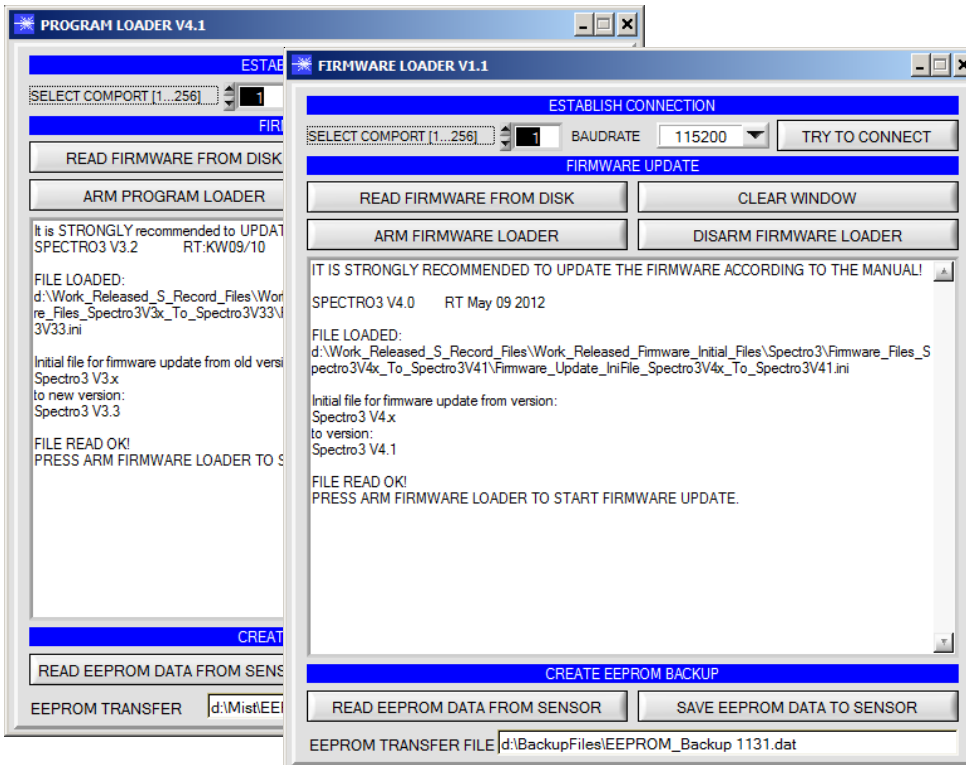 PROGRAM LOADER V4.1
ESTAB
SELECT COMPORT [1...256] 1
FIR
READ FIRMWARE FROM DISK
ARM PROGRAM LOADER
It is STRONGLY recommended to UPDAT
SPECTRO3 V3.2 RT:KW09/10
FILE LOADED:
d:\Work_Released_S_Record_Files\Wor
re_Files_Spectro3V3x_To_Spectro3V33\
3V33.ini
Initial file for firmware update from old versi
Spectro3 V3.x
to new version:
Spectro3 V3.3
FILE READ OK!
PRESS ARM FIRMWARE LOADER TO S
CREAT
READ EEPROM DATA FROM SENS
EEPROM TRANSFER d:\Mist\EEI
FIRMWARE LOADER V1.1
ESTABLISH CONNECTION
SELECT COMPORT [1...256] 1 BAUDRATE 115200 TRY TO CONNECT
FIRMWARE UPDATE
READ FIRMWARE FROM DISK CLEAR WINDOW
ARM FIRMWARE LOADER DISARM FIRMWARE LOADER
IT IS STRONGLY RECOMMENDED TO UPDATE THE FIRMWARE ACCORDING TO THE MANUAL!
SPECTRO3 V4.0 RT May 09 2012
FILE LOADED:
d:\Work_Released_S_Record_Files\Work_Released_Firmware_Initial_Files\Spectro3\Firmware_Files_S
pectro3V4x_To_Spectro3V41\Firmware_Update_IniFile_Spectro3V4x_To_Spectro3V41.ini
Initial file for firmware update from version:
Spectro3 V4.x
to version:
Spectro3 V4.1
FILE READ OK!
PRESS ARM FIRMWARE LOADER TO START FIRMWARE UPDATE.
CREATE EEPROM BACKUP
READ EEPROM DATA FROM SENSOR SAVE EEPROM DATA TO SENSOR
EEPROM TRANSFER FILE d:\BackupFiles\EEPROM_Backup 1131.dat